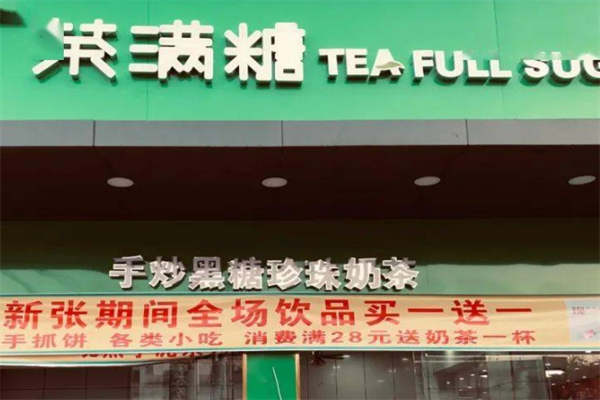 茶满糖 TEA FULL SUG
手炒黑糖珍珠奶茶
新张期间全场饮品买一送一
手抓饼 各类小吃 消费满28元送奶茶一杯